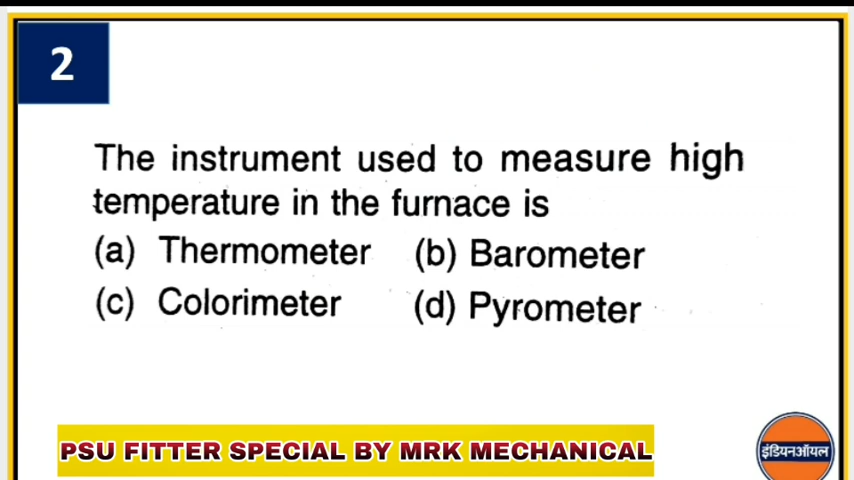 2
The instrument used to measure high
temperature in the furnace is
(a) Thermometer (b) Barometer
(c) Colorimeter (d) Pyrometer
PSU FITTER SPECIAL BY MRK MECHANICAL
इंडियनऑयल